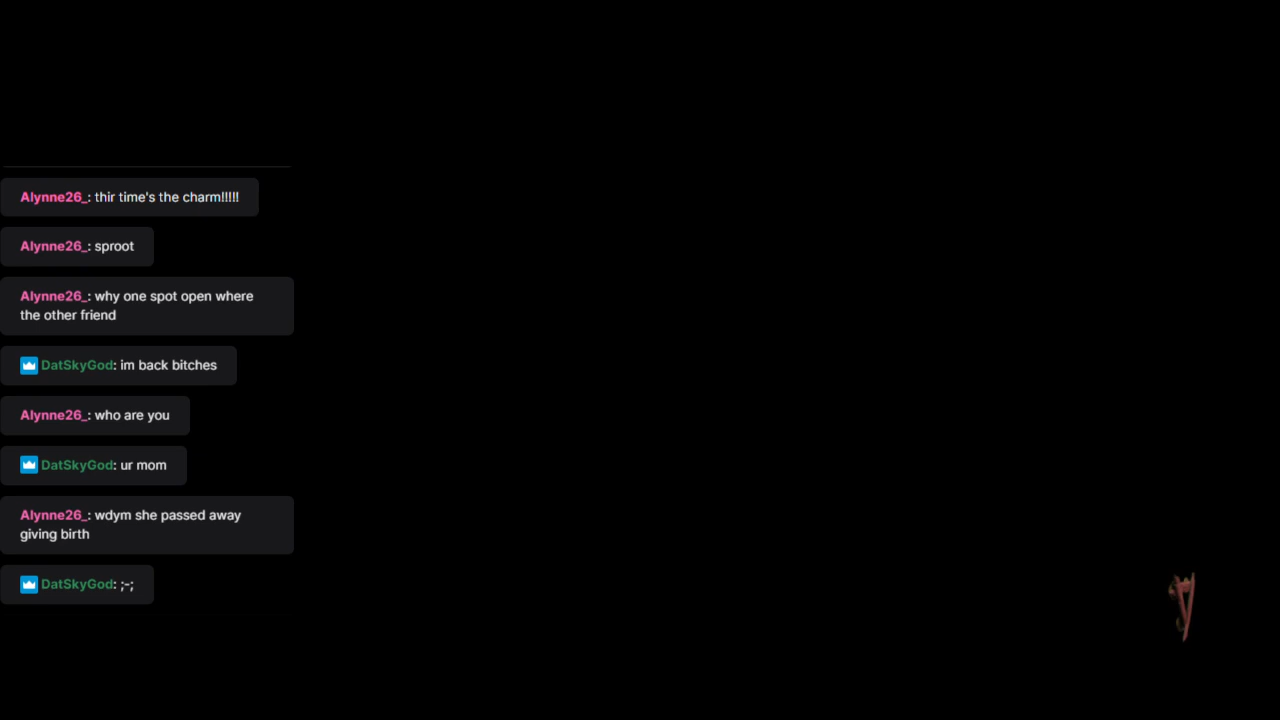 Alynne26_: thir time's the charm!!!!!
Alynne26_: sproot
Alynne26_: why one spot open where
the other friend
DatSkyGod: im back bitches
Alynne26_: who are you
DatSkyGod: ur mom
Alynne26_: wdym she passed away
giving birth
DatSkyGod: ;-;